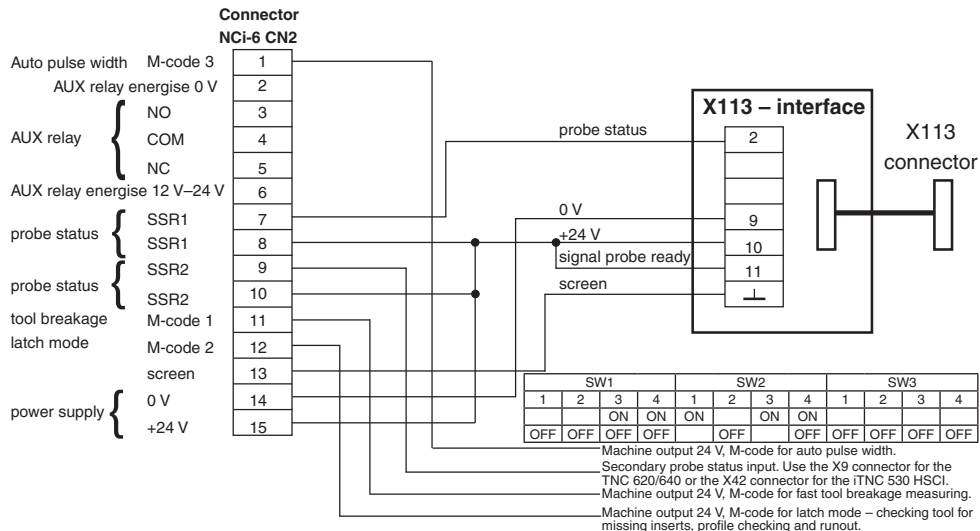 Connector
NCi-6 CN2
Auto pulse width M-code 3 1
AUX relay energise 0 V 2
NO 3
AUX relay COM 4
NC 5
AUX relay energise 12 V–24 V 6
probe status SSR1 7
SSR1 8
probe status SSR2 9
SSR2 10
tool breakage M-code 1 11
latch mode M-code 2 12
screen 13
power supply 0 V 14
+24 V 15
X113 – interface
X113
connector
probe status 2
0 V 9
+24 V 10
signal probe ready 11
screen
SW1 SW2 SW3
1 2 3 4 1 2 3 4 1 2 3 4
ON ON ON ON ON
OFF OFF OFF OFF OFF OFF OFF OFF OFF OFF
Machine output 24 V, M-code for auto pulse width.
Secondary probe status input. Use the X9 connector for the
TNC 620/640 or the X42 connector for the iTNC 530 HSCI.
Machine output 24 V, M-code for fast tool breakage measuring.
Machine output 24 V, M-code for latch mode – checking tool for
missing inserts, profile checking and runout.